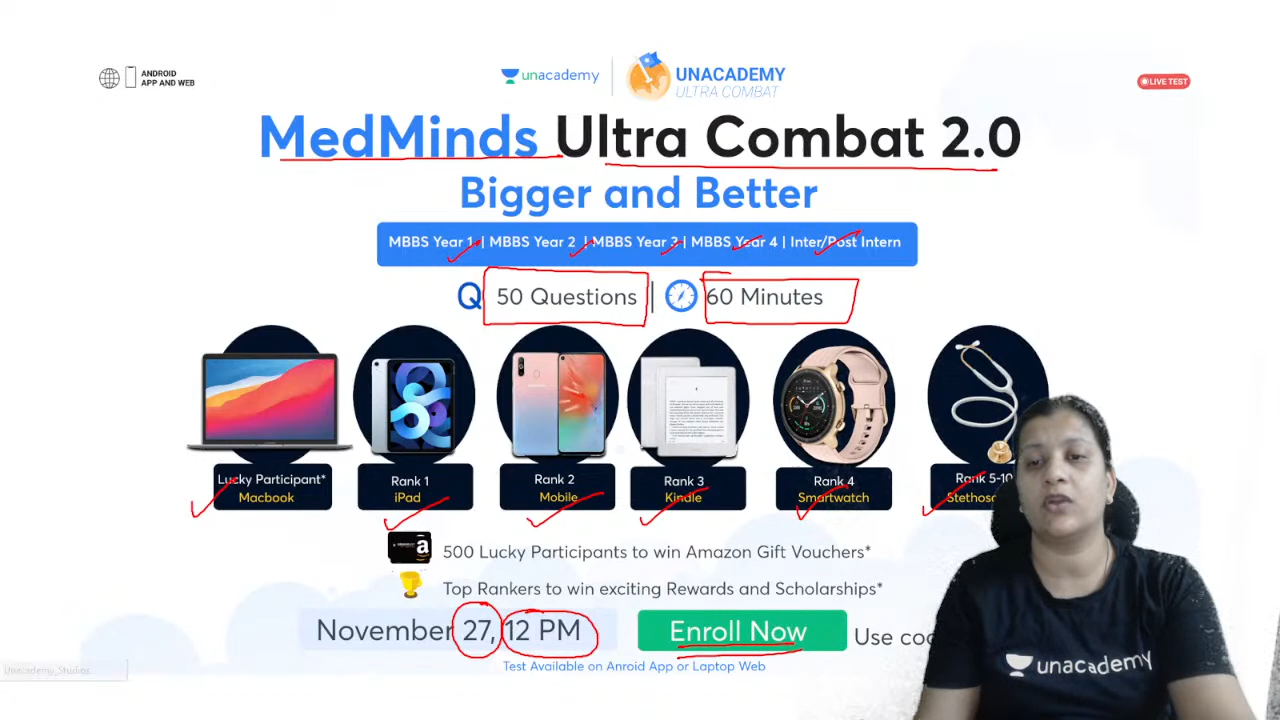 ANDROID
APP AND WEB
unacademy
UNACADEMY
ULTRA COMBAT
LIVE TEST
MedMinds Ultra Combat 2.0
Bigger and Better
MBBS Year 1 | MBBS Year 2 | MBBS Year 3 | MBBS Year 4 | Inter/Post Intern
50 Questions | 60 Minutes
Lucky Participant*
Macbook
Rank 1
iPad
Rank 2
Mobile
Rank 3
Kindle
Rank 4
Smartwatch
Rank 5-10
500 Lucky Participants to win Amazon Gift Vouchers*
Top Rankers to win exciting Rewards and Scholarships*
November 27, 12 PM
Enroll Now
Use
Test Available on Anroid App or Laptop Web
Unacademy_Studios
unacademy